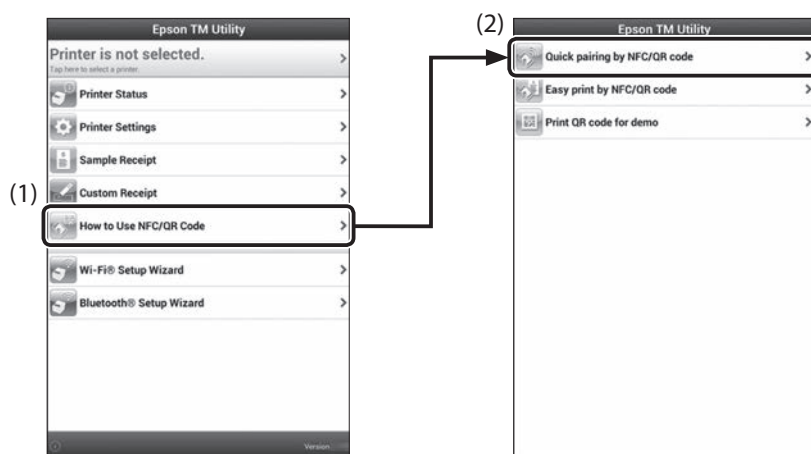 Epson TM Utility
Printer is not selected.
Tap here to select a printer.
Printer Status
Printer Settings
Sample Receipt
(1)
Custom Receipt
How to Use NFC/QR Code
Wi-Fi® Setup Wizard
Bluetooth® Setup Wizard
Version
(2)
Epson TM Utility
Quick pairing by NFC/QR code
Easy print by NFC/QR code
Print QR code for demo